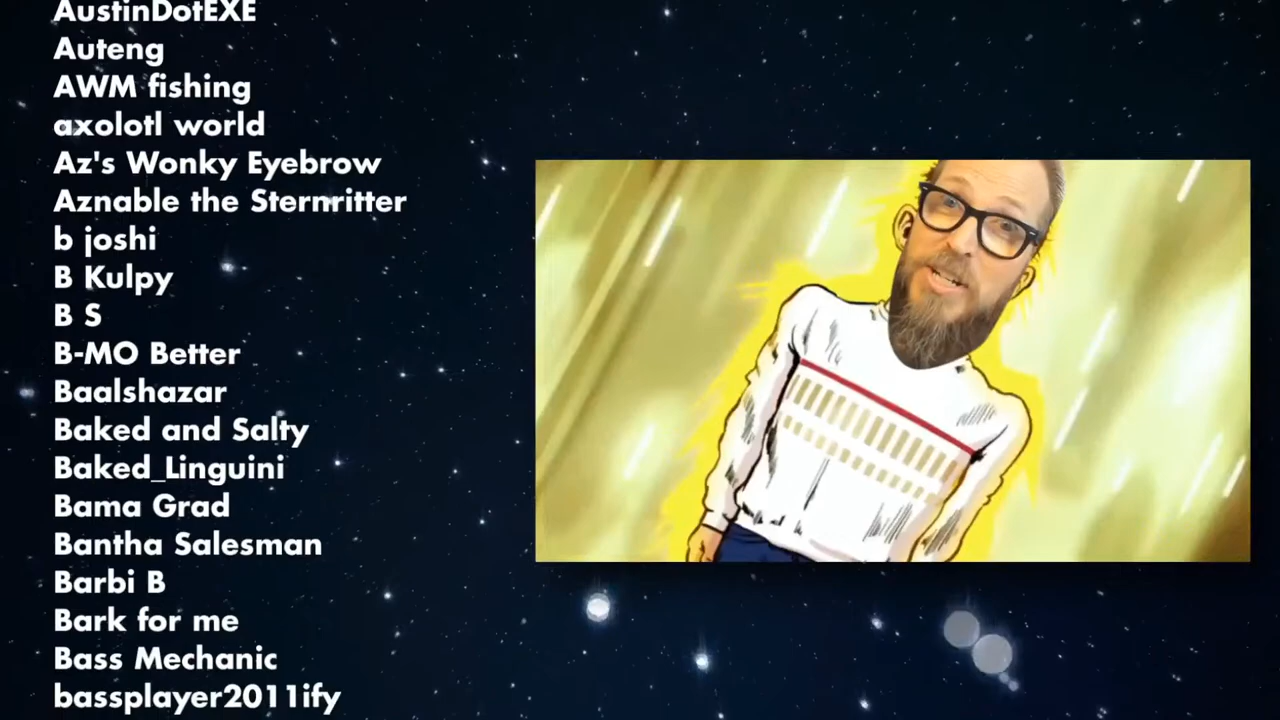 AustinDotEXE
Auteng
AWM fishing
axolotl world
Az's Wonky Eyebrow
Aznable the Sternritter
b joshi
B Kulpy
B S
B-MO Better
Baalshazar
Baked and Salty
Baked_Linguini
Bama Grad
Bantha Salesman
Barbi B
Bark for me
Bass Mechanic
bassplayer2011ify